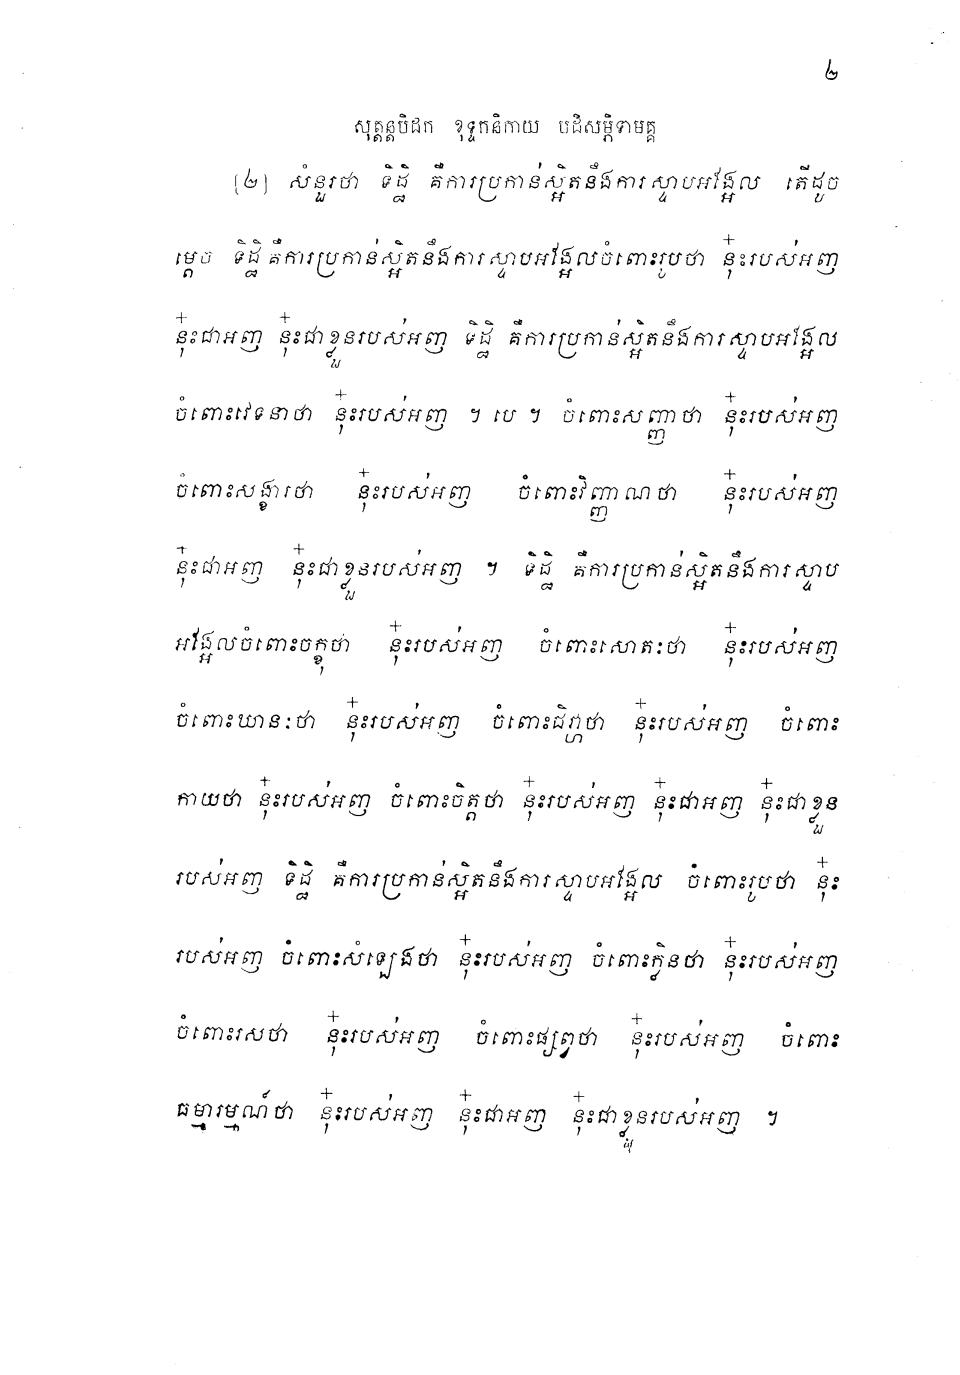 ២
សុត្តន្តបិដក ខុទ្ទកនិកាយ បដិសម្ភិទាមគ្គ
(២) សំនួរថា ទិដ្ឋិ គឺការប្រកាន់ស្អិតនឹងការស្ទាបអង្អែល តើដូច
ម្តេច ទិដ្ឋិ គឺការប្រកាន់ស្អិតនឹងការស្ទាបអង្អែលចំពោះរូបថា នុ៎ះរបស់អញ
នុ៎ះជាអញ នុ៎ះជាខ្លួនរបស់អញ ទិដ្ឋិ គឺការប្រកាន់ស្អិតនឹងការស្ទាបអង្អែល
ចំពោះវេទនាថា នុ៎ះរបស់អញ ។ បេ ។ ចំពោះសញ្ញាថា នុ៎ះរបស់អញ
ចំពោះសង្ខារថា នុ៎ះរបស់អញ ចំពោះវិញ្ញាណថា នុ៎ះរបស់អញ
នុ៎ះជាអញ នុ៎ះជាខ្លួនរបស់អញ ។ ទិដ្ឋិ គឺការប្រកាន់ស្អិតនឹងការស្ទាប
អង្អែលចំពោះចក្ខុថា នុ៎ះរបស់អញ ចំពោះសោតៈថា នុ៎ះរបស់អញ
ចំពោះឃានៈថា នុ៎ះរបស់អញ ចំពោះជិវ្ហាថា នុ៎ះរបស់អញ ចំពោះ
កាយថា នុ៎ះរបស់អញ ចំពោះចិត្តថា នុ៎ះរបស់អញ នុ៎ះជាអញ នុ៎ះជាខ្លួន
របស់អញ ទិដ្ឋិ គឺការប្រកាន់ស្អិតនឹងការស្ទាបអង្អែល ចំពោះរូបថា នុ៎ះ
របស់អញ ចំពោះសំឡេងថា នុ៎ះរបស់អញ ចំពោះក្លិនថា នុ៎ះរបស់អញ
ចំពោះរសថា នុ៎ះរបស់អញ ចំពោះផ្សព្វថា នុ៎ះរបស់អញ ចំពោះ
ធម្មារម្មណ៍ថា នុ៎ះរបស់អញ នុ៎ះជាអញ នុ៎ះជាខ្លួនរបស់អញ ។